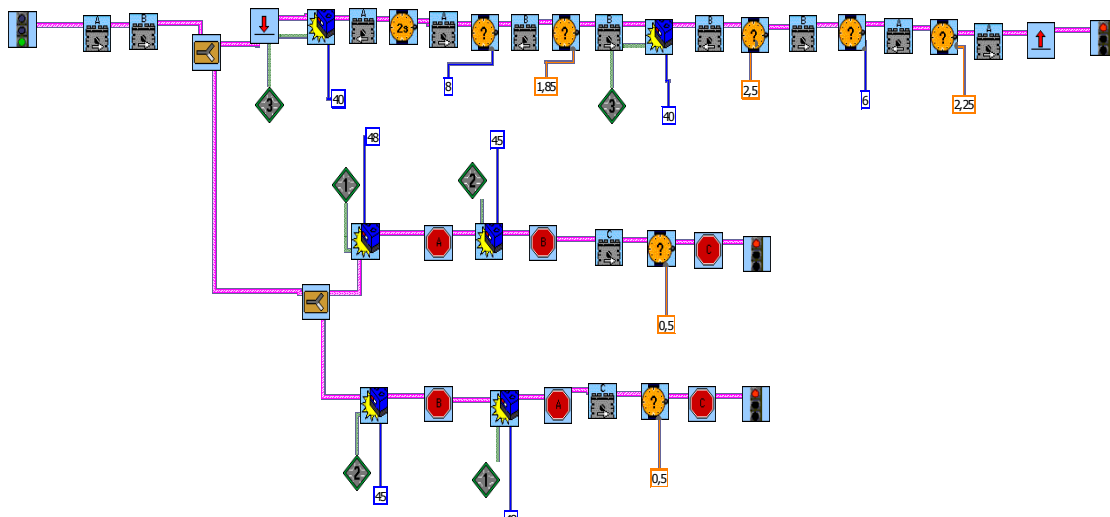 A B A 2s A ? B ? B B ? B ? A ? A
3 40 8 1,85 3 40 2,5 6 2,25
48 45
1 2
A B C ? C
0,5
B A C ? C
2 45 1 0,5